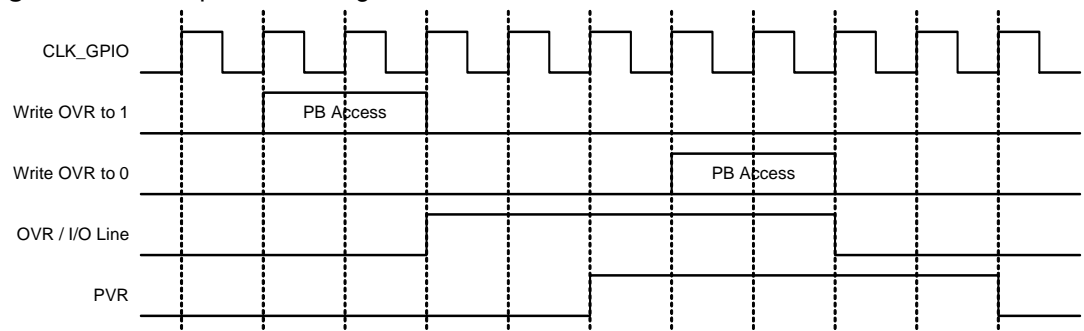 CLK_GPIO
Write OVR to 1
PB Access
Write OVR to 0
PB Access
OVR / I/O Line
PVR